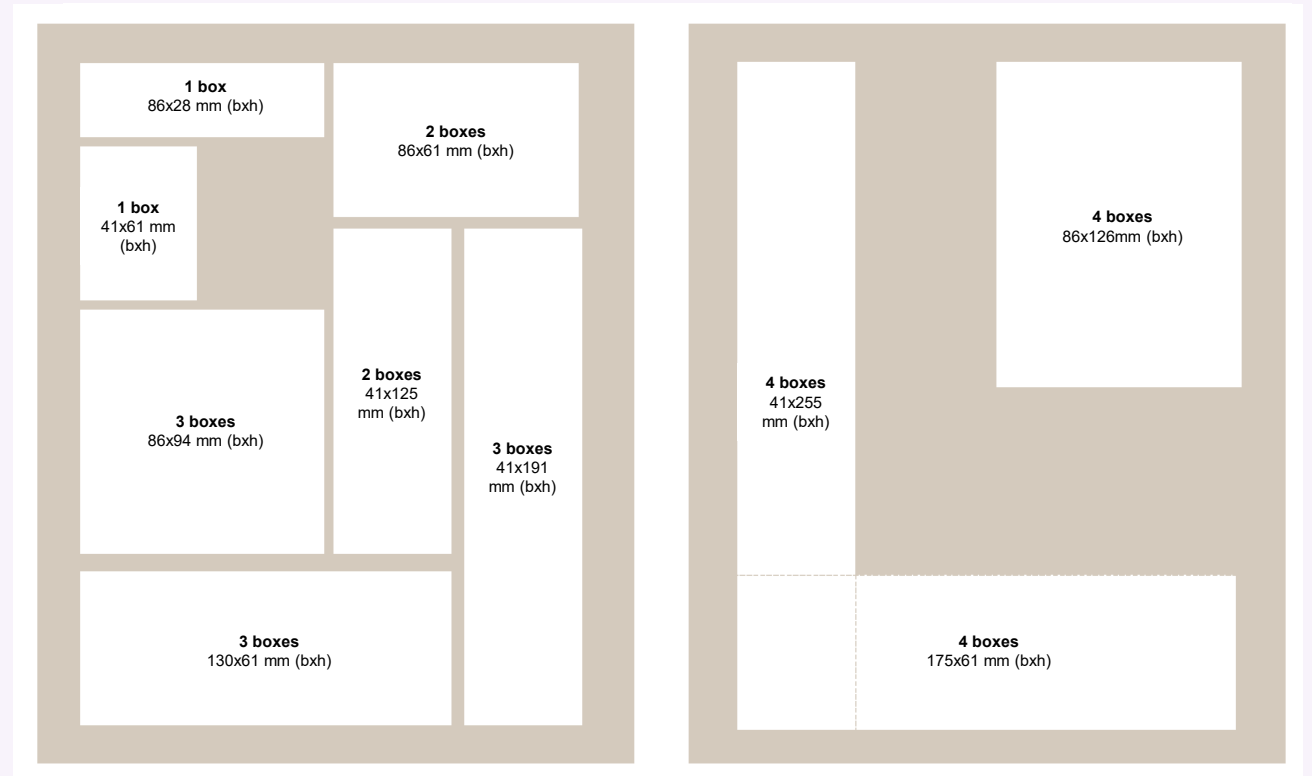 1 box
86x28 mm (bxh)
2 boxes
86x61 mm (bxh)
1 box
41x61 mm
(bxh)
2 boxes
41x125
mm (bxh)
3 boxes
86x94 mm (bxh)
3 boxes
41x191
mm (bxh)
3 boxes
130x61 mm (bxh)
4 boxes
86x126mm (bxh)
4 boxes
41x255
mm (bxh)
4 boxes
175x61 mm (bxh)